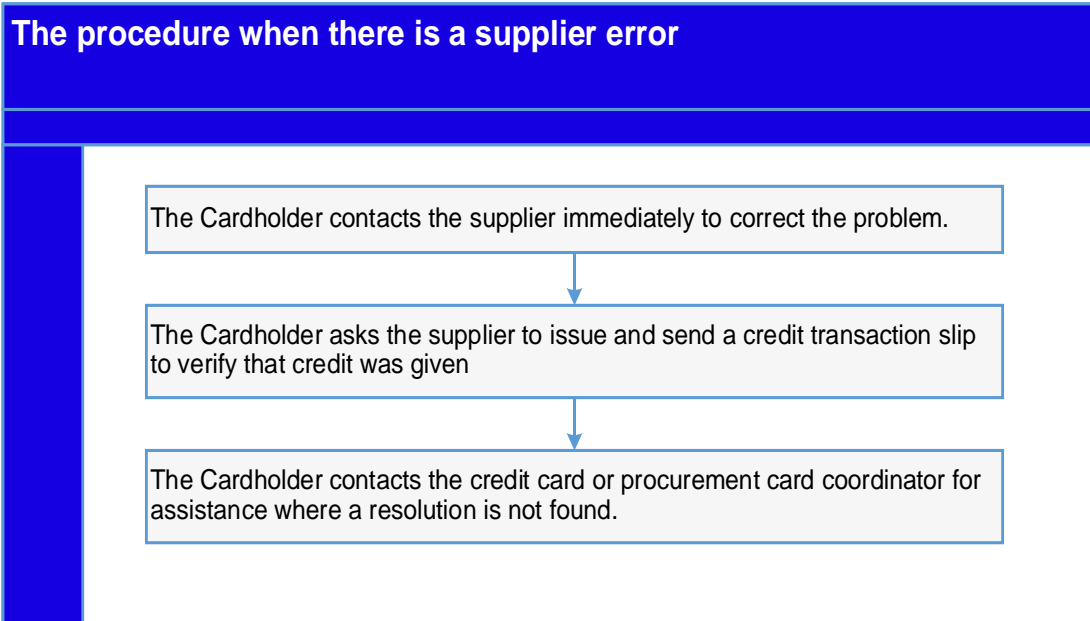 The procedure when there is a supplier error
The Cardholder contacts the supplier immediately to correct the problem.
The Cardholder asks the supplier to issue and send a credit transaction slip
to verify that credit was given
The Cardholder contacts the credit card or procurement card coordinator for
assistance where a resolution is not found.